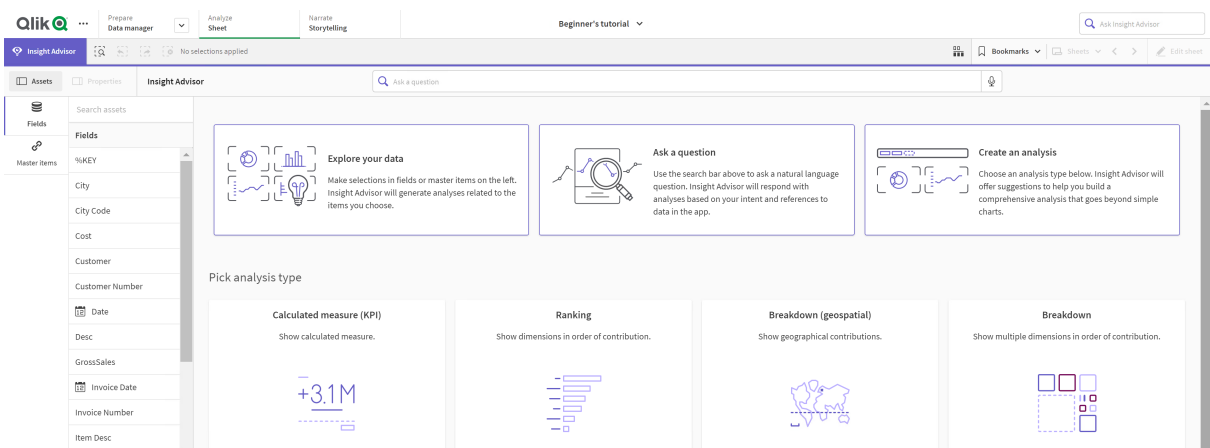 Qlik
Prepare
Data manager
Analyze
Sheet
Narrate
Storytelling
Beginner's tutorial
Ask Insight Advisor
Insight Advisor
No selections applied
Bookmarks
Sheets
Edit sheet
Assets
Properties
Insight Advisor
Ask a question
Fields
Master items
Search assets
Fields
%KEY
City
City Code
Cost
Customer
Customer Number
Date
Desc
GrossSales
Invoice Date
Invoice Number
Item Desc
Explore your data
Make selections in fields or master items on the left.
Insight Advisor will generate analyses related to the
items you choose.
Ask a question
Use the search bar above to ask a natural language
question. Insight Advisor will respond with
analyses based on your intent and references to
data in the app.
Create an analysis
Choose an analysis type below. Insight Advisor will
offer suggestions to help you build a
comprehensive analysis that goes beyond simple
charts.
Pick analysis type
Calculated measure (KPI)
Show calculated measure.
+3.1M
Ranking
Show dimensions in order of contribution.
Breakdown (geospatial)
Show geographical contributions.
Breakdown
Show multiple dimensions in order of contribution.